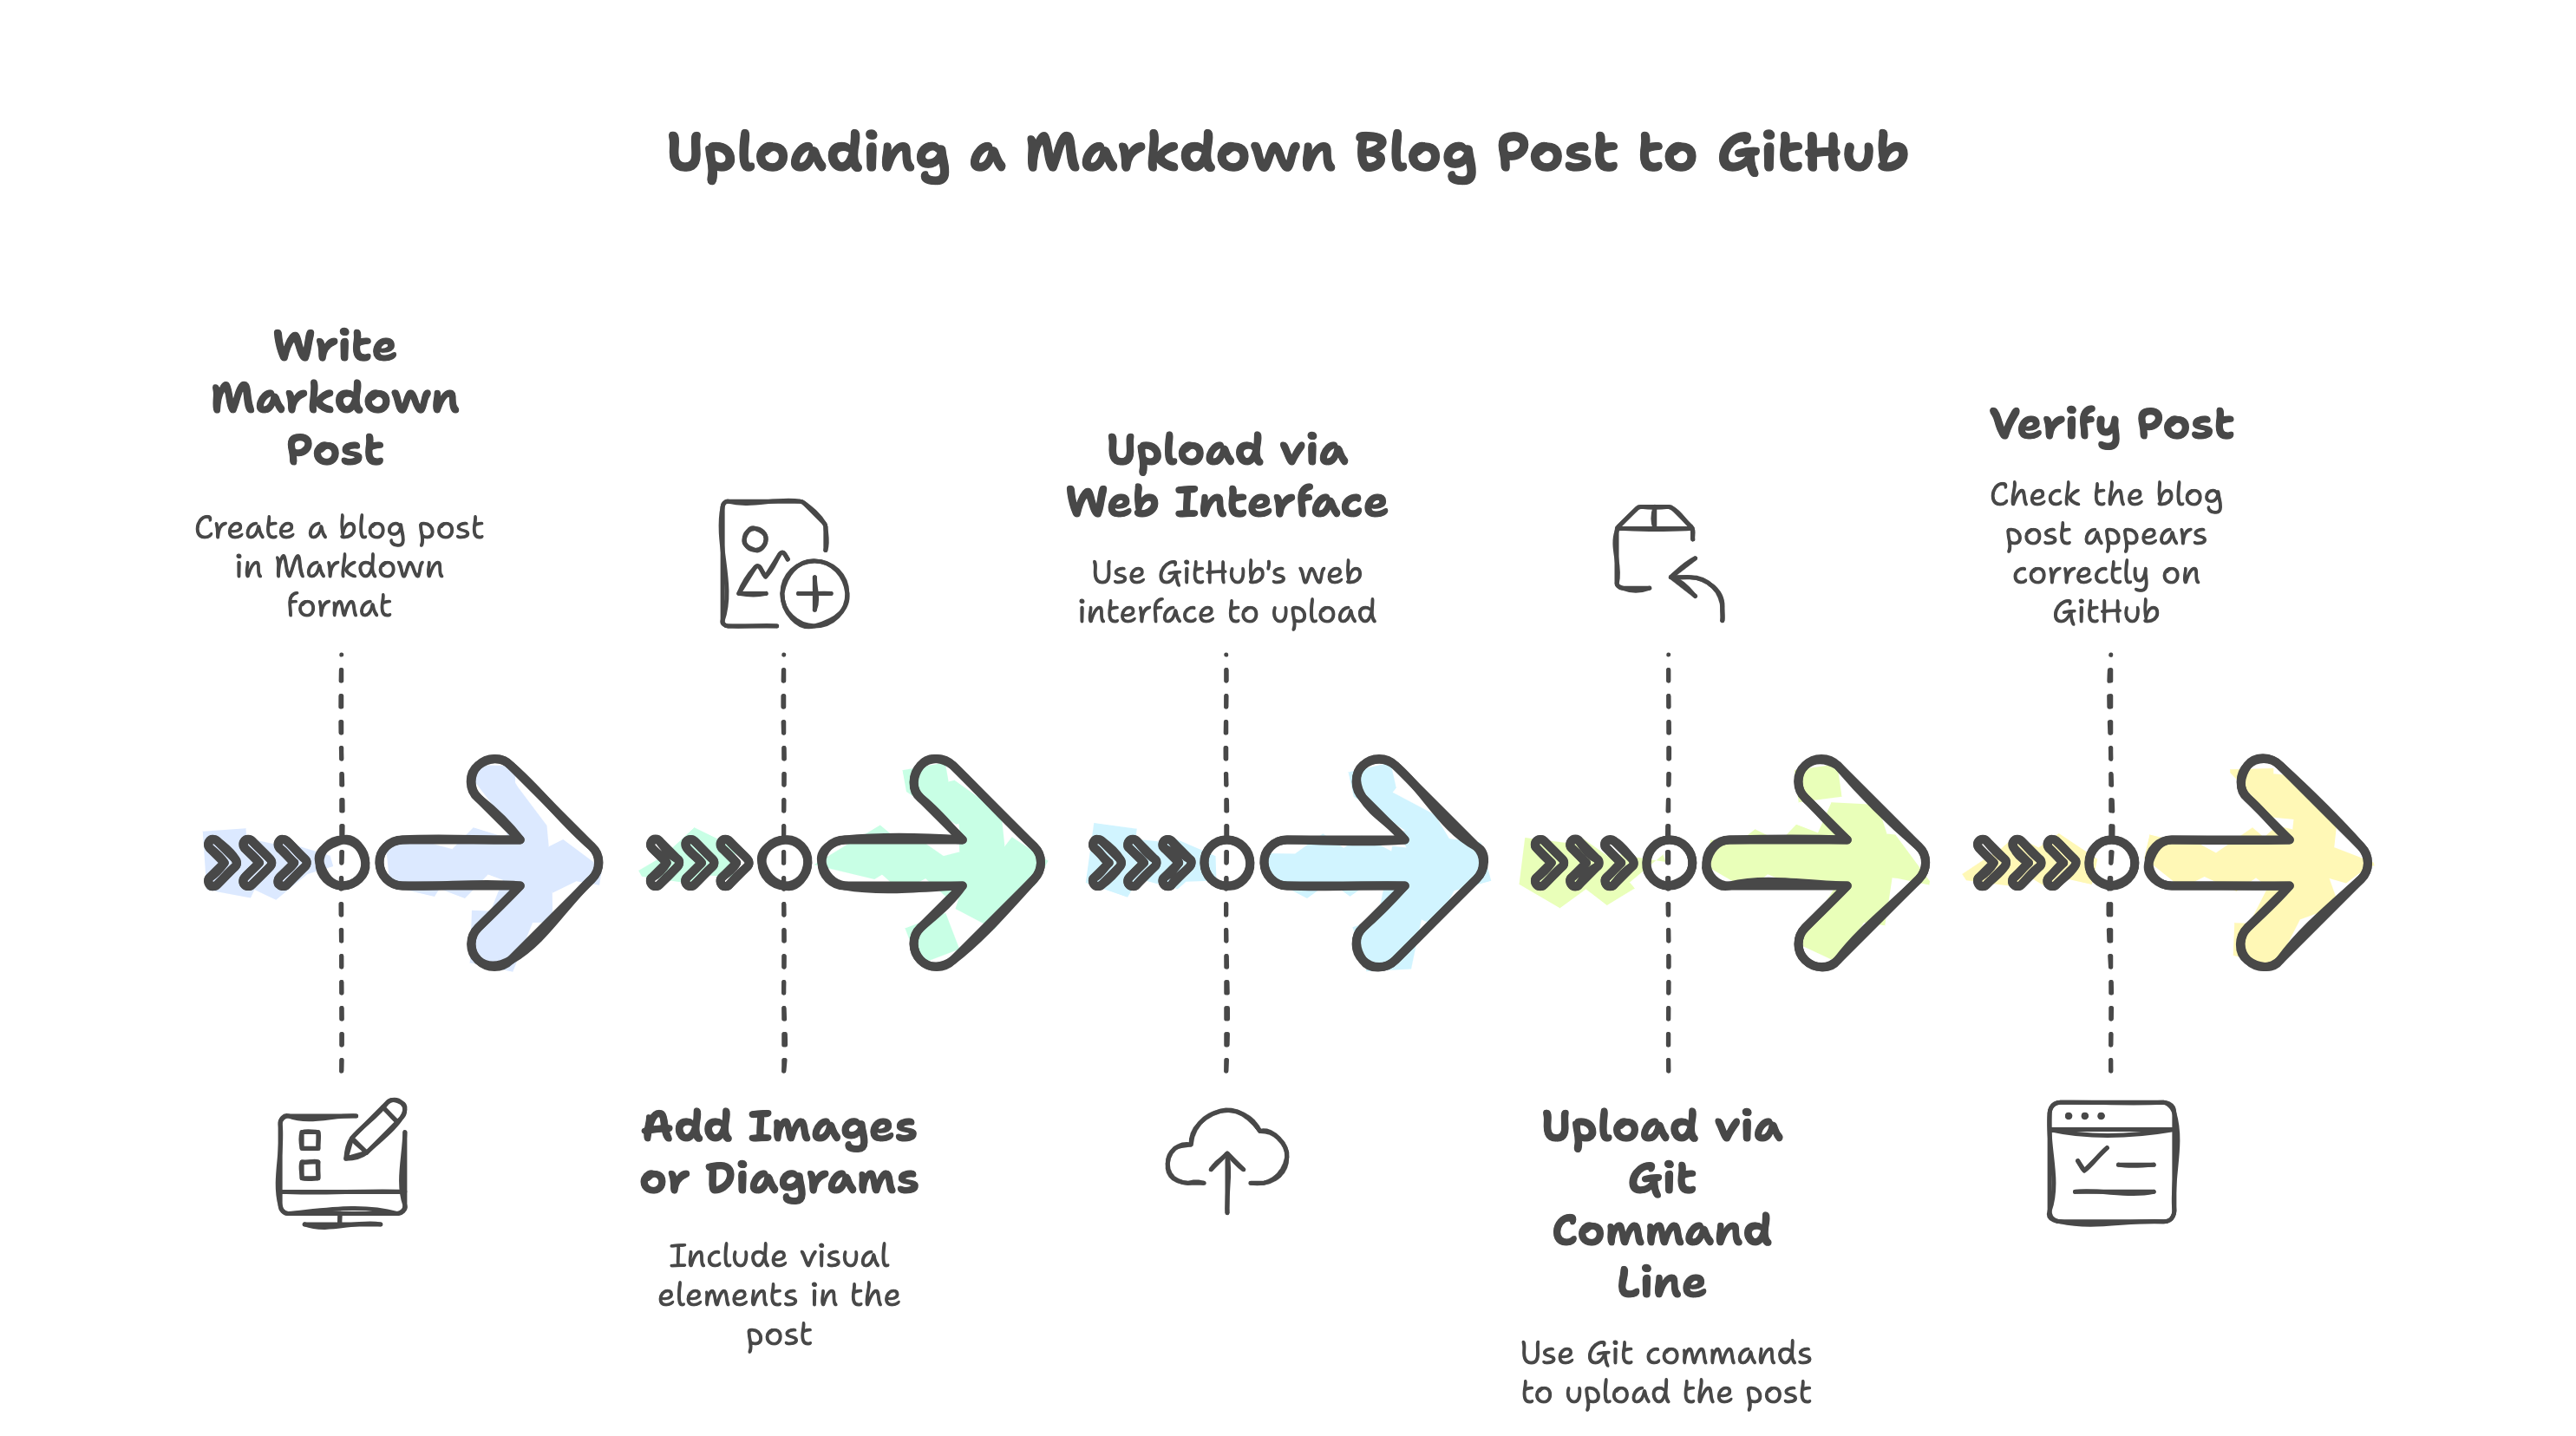 Uploading a Markdown Blog Post to GitHub
Write
Markdown
Post
Create a blog post
in Markdown
format
Add Images
or Diagrams
Include visual
elements in the
post
Upload via
Web Interface
Use GitHub's web
interface to upload
Upload via
Git
Command
Line
Use Git commands
to upload the post
Verify Post
Check the blog
post appears
correctly on
GitHub